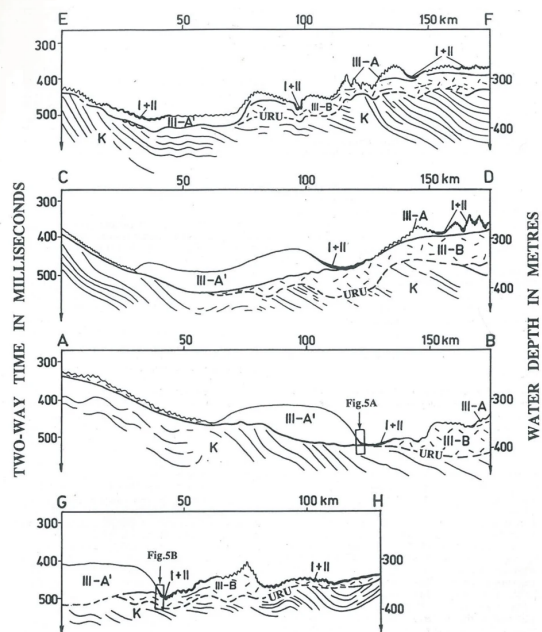 E 50 100 150 km F
300
400
500
I+II
III-A'
K
I+II
URU
III-B
III-A
K
I+II
300
400
C 50 100 150 km D
300
400
500
III-A'
I+II
URU
III-A
I+II
III-B
K
300
400
A 50 100 150 km B
300
400
500
K
III-A'
Fig.5A
I+II
III-A
III-B
URU
300
400
G 50 100 km H
300
400
500
III-A'
Fig.5B
I+II
K
III-B
URU
I+II
300
400
TWO-WAY TIME IN MILLISECONDS
WATER DEPTH IN METRES